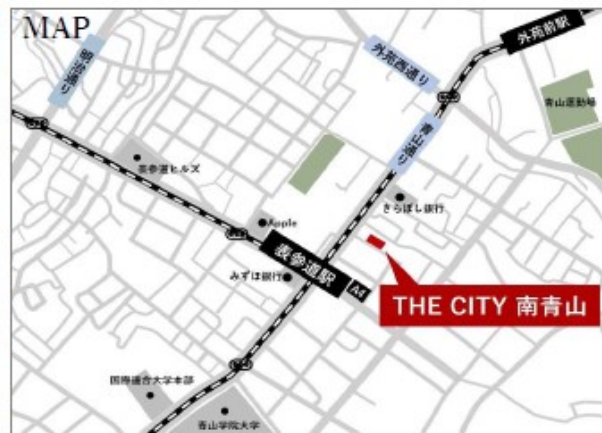 MAP
外苑前駅
明治通り
外苑西通り
青山運動場
青山通り
表参道ヒルズ
きらぼし銀行
Apple
表参道駅
A4
みずほ銀行
THE CITY 南青山
国際連合大学本部
青山学院大学